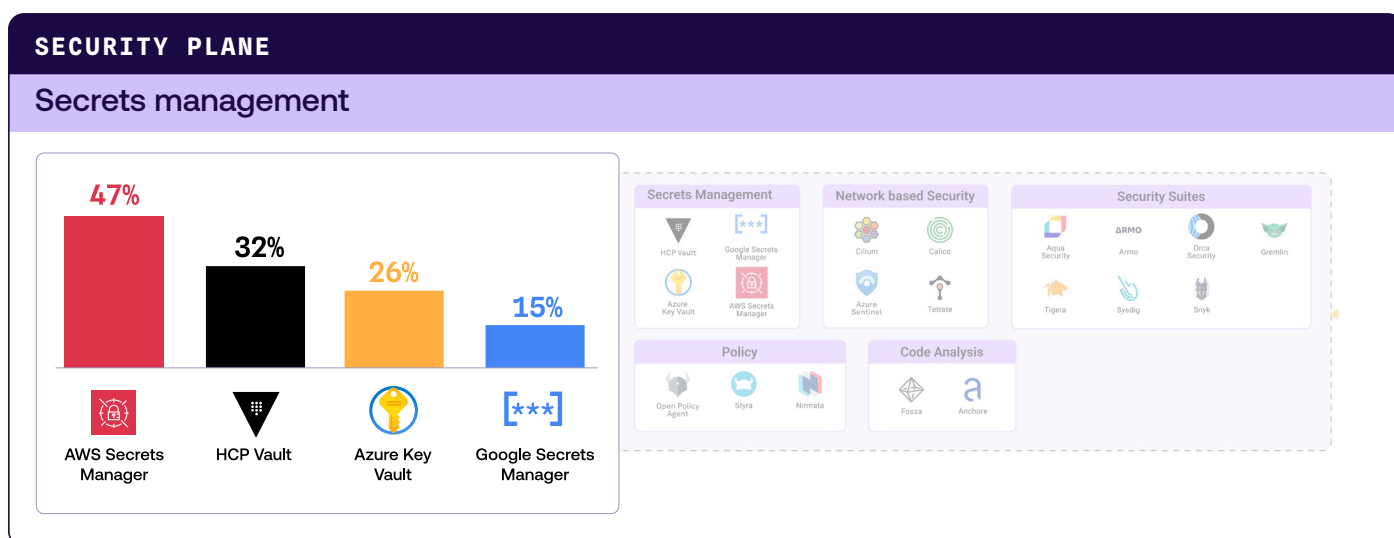 SECURITY PLANE
Secrets management
47%
32%
26%
15%
AWS Secrets
Manager
HCP Vault
Azure Key
Vault
[***]
Google Secrets
Manager
Secrets Management
HCP Vault
[***]
Google Secrets
Manager
Azure
Key Vault
AWS Secrets
Manager
Network based Security
Cilium
Calico
Azure
Sentinel
Tetrate
Security Suites
Aqua
Security
ARMO
Armo
Orca
Security
Gremlin
Tigera
Sysdig
Snyk
Policy
Open Policy
Agent
Styra
Nirmata
Code Analysis
Fossa
a
Anchore